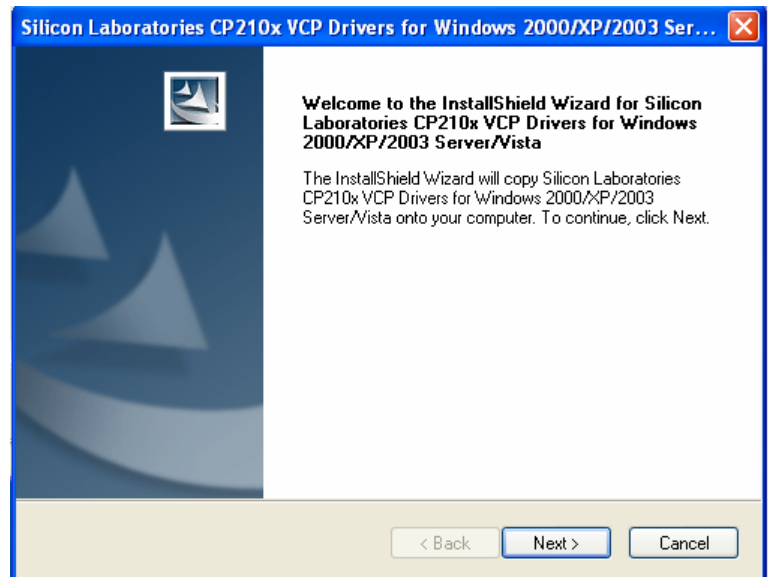 Silicon Laboratories CP210x VCP Drivers for Windows 2000/XP/2003 Ser...
Welcome to the InstallShield Wizard for Silicon
Laboratories CP210x VCP Drivers for Windows
2000/XP/2003 Server/Vista
The InstallShield Wizard will copy Silicon Laboratories
CP210x VCP Drivers for Windows 2000/XP/2003
Server/Vista onto your computer. To continue, click Next.
< Back
Next >
Cancel